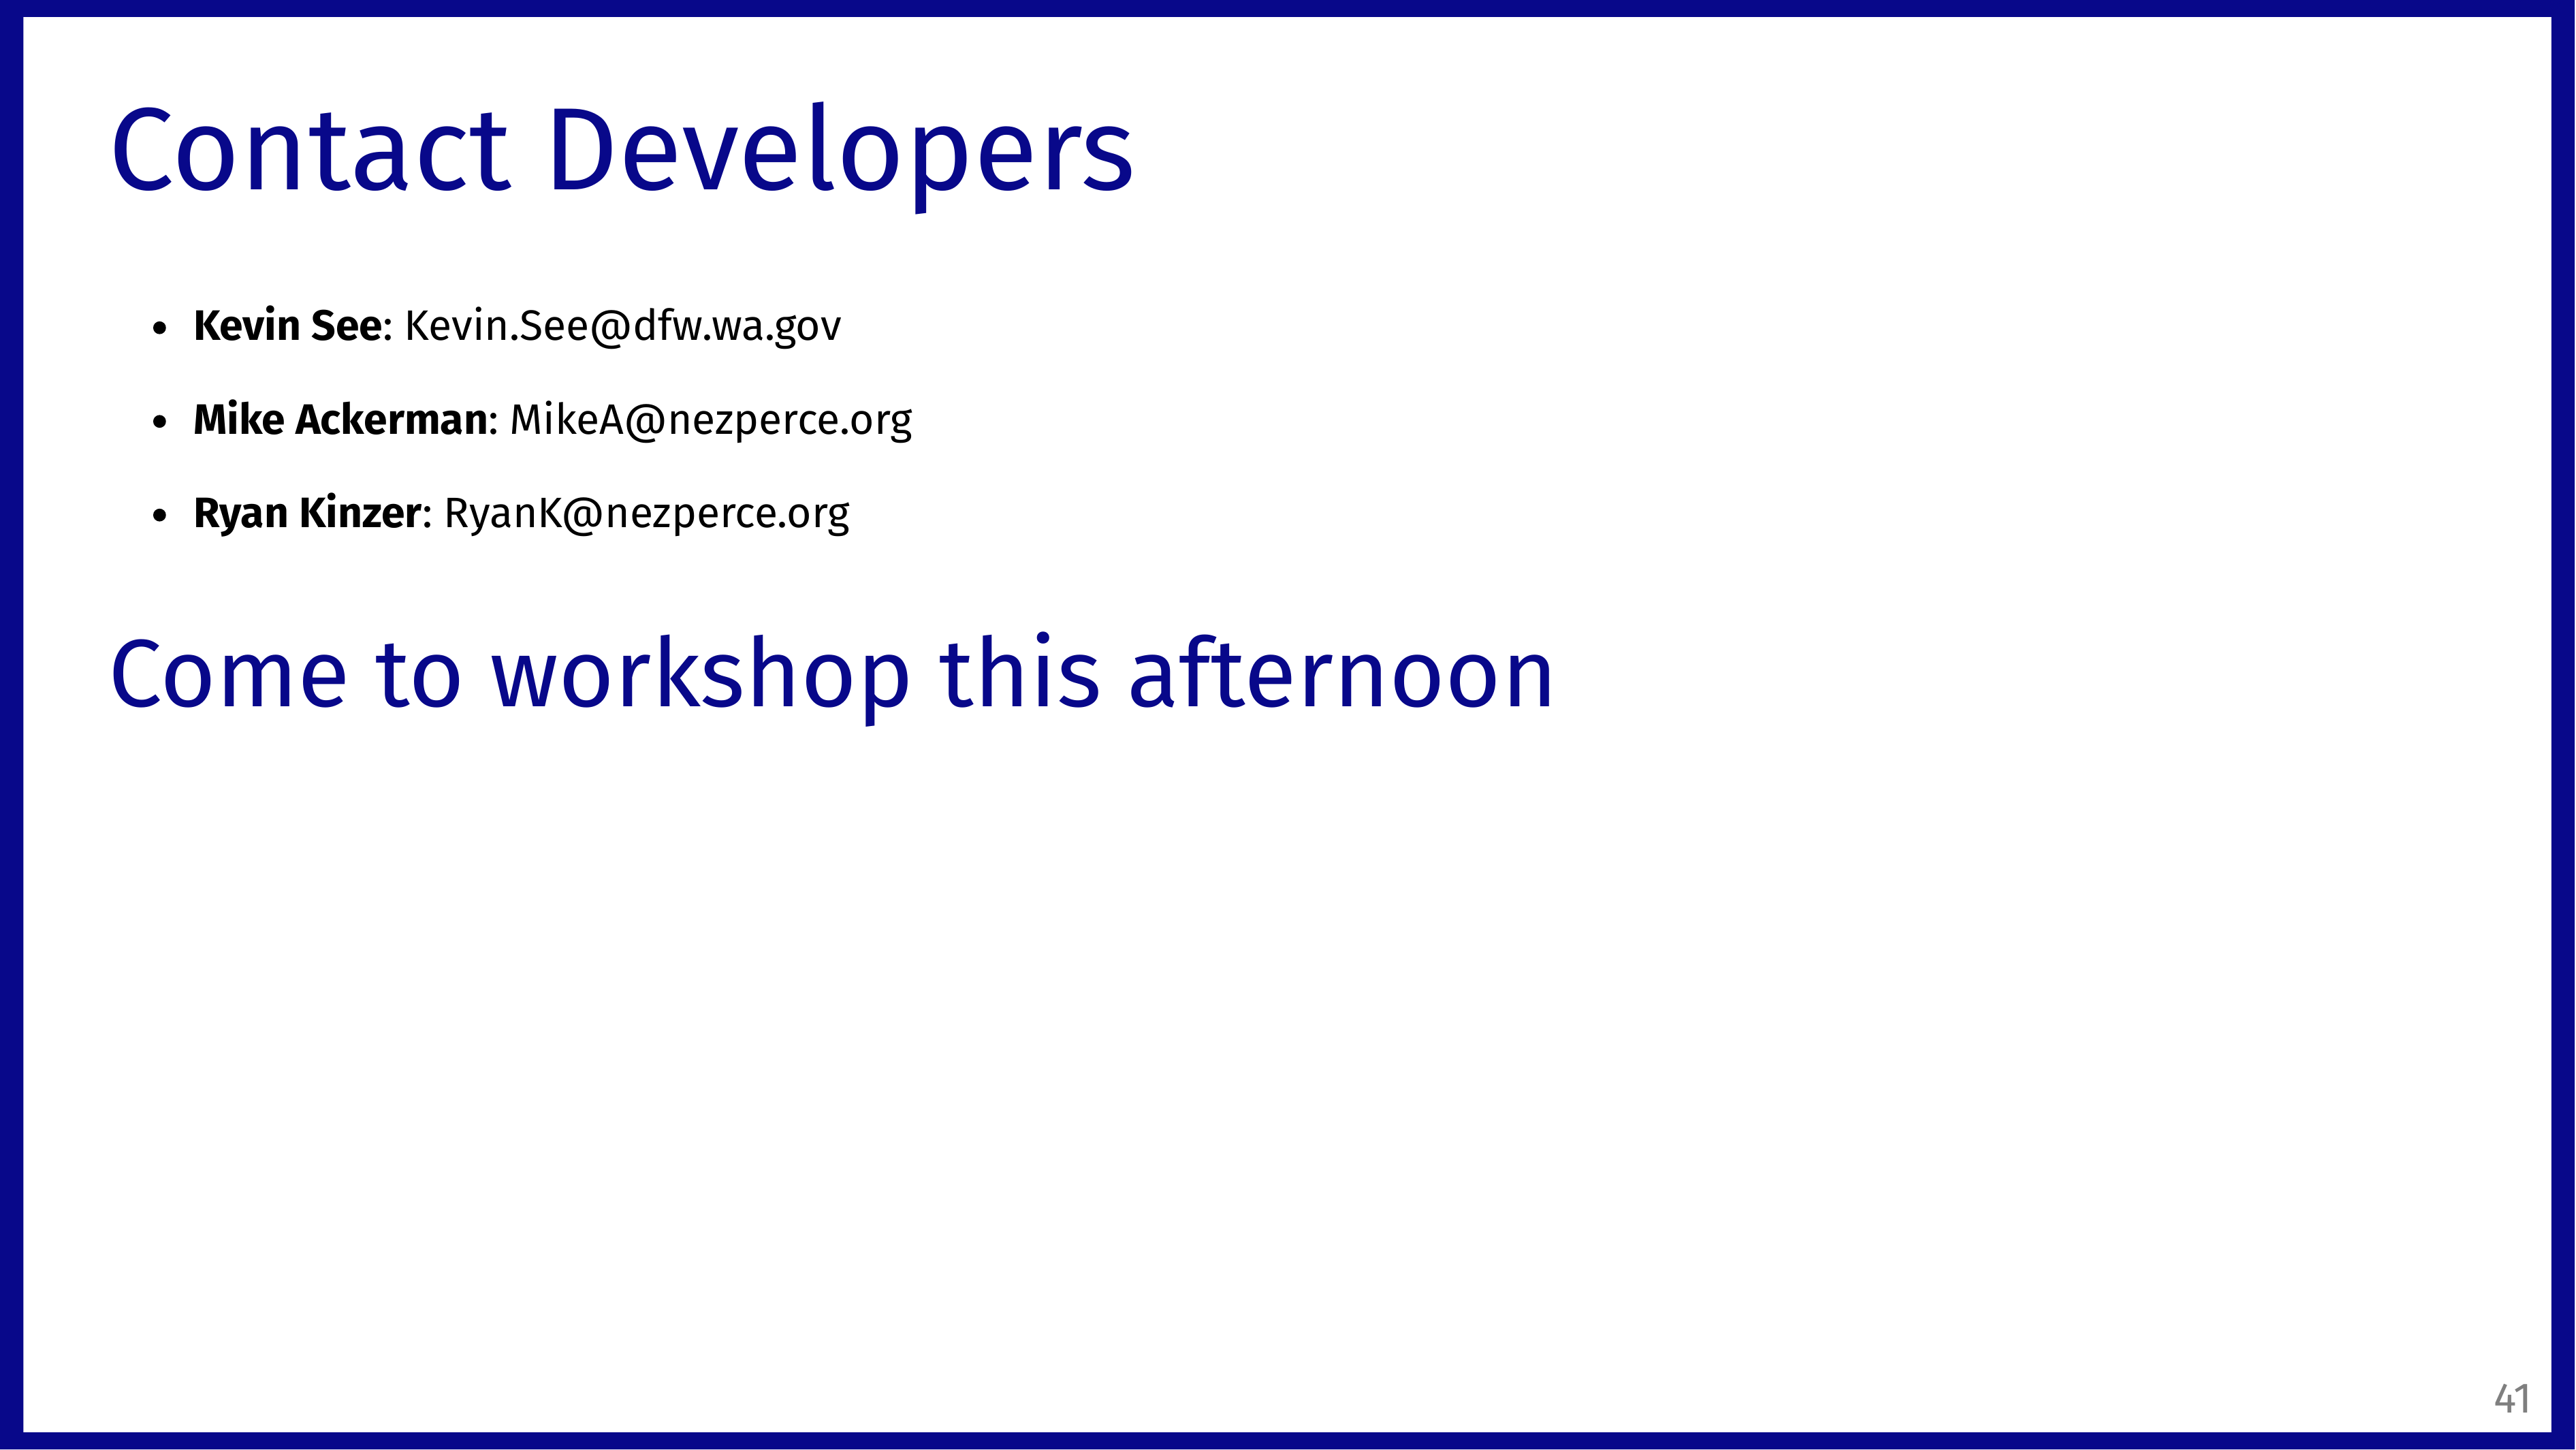 Contact Developers
• Kevin See: Kevin.See@dfw.wa.gov
• Mike Ackerman: MikeA@nezperce.org
• Ryan Kinzer: RyanK@nezperce.org
Come to workshop this afternoon
41